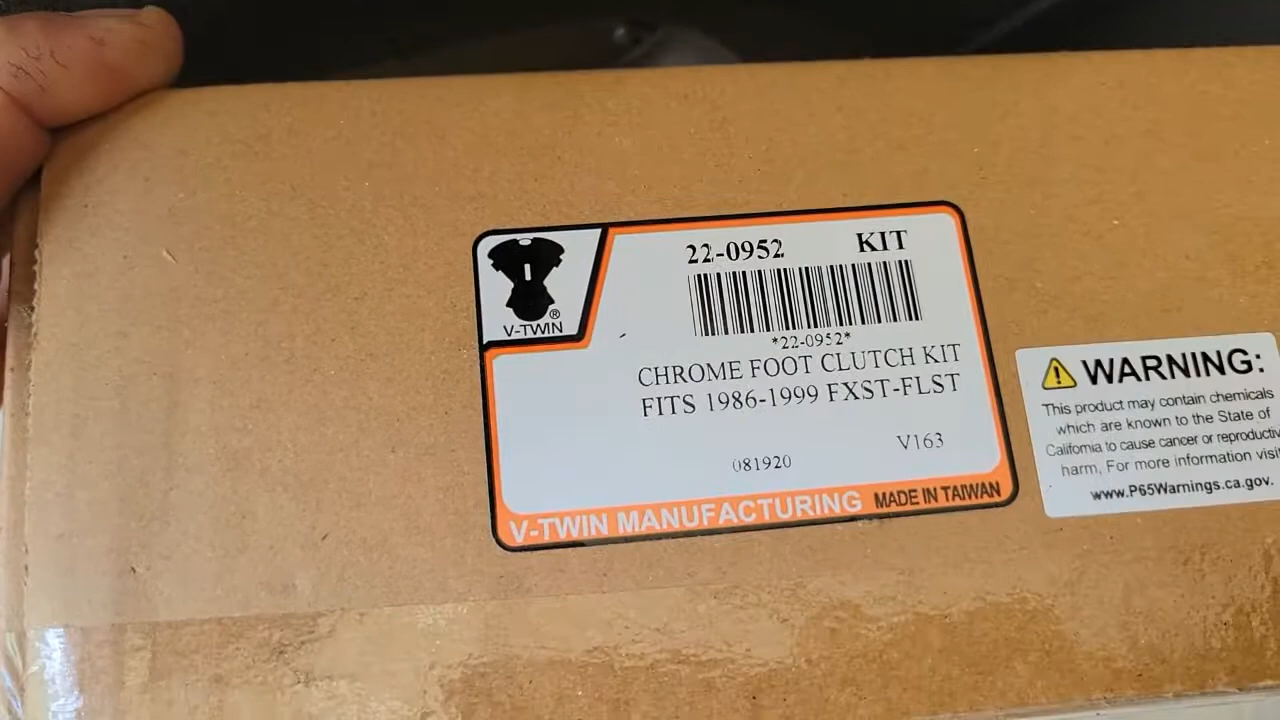 22-0952 KIT
V-TWIN®
*22-0952*
CHROME FOOT CLUTCH KIT
FITS 1986-1999 FXST-FLST
V163
081920
V-TWIN MANUFACTURING MADE IN TAIWAN
WARNING:
This product may contain chemicals
which are known to the State of
California to cause cancer or reproductiv
harm, For more information visi
www.P65Warnings.ca.gov.